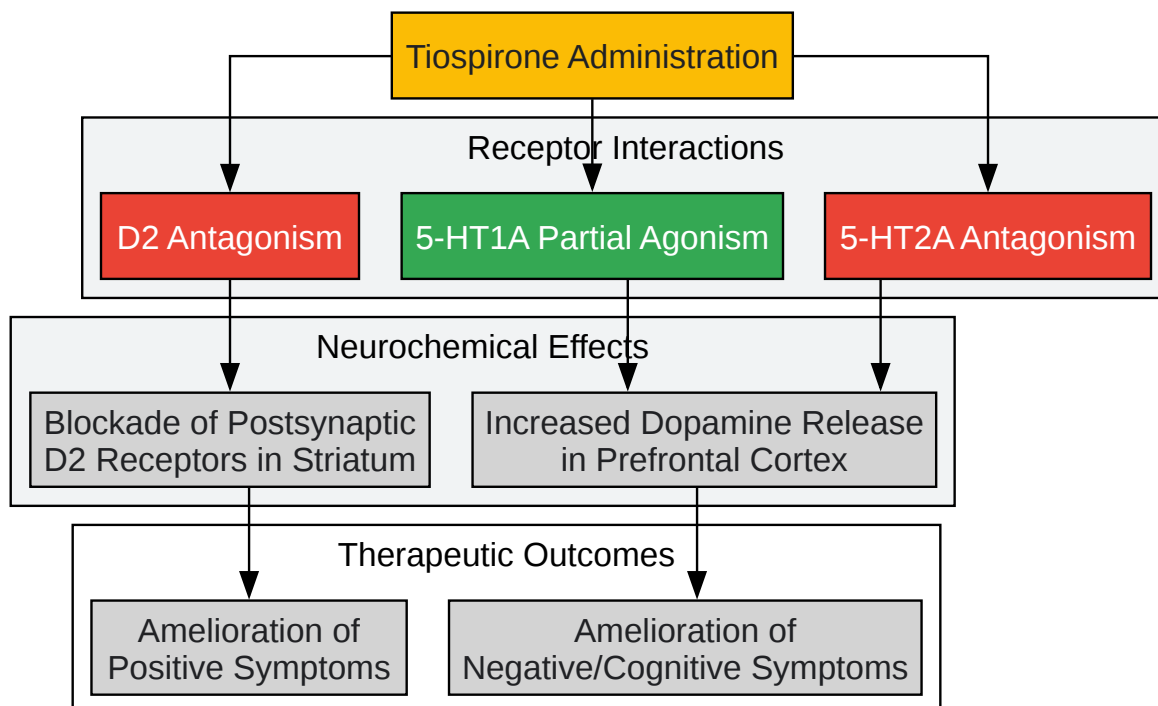 Tiospirone Administration
Receptor Interactions
D2 Antagonism
5-HT1A Partial Agonism
5-HT2A Antagonism
Neurochemical Effects
Blockade of Postsynaptic
D2 Receptors in Striatum
Increased Dopamine Release
in Prefrontal Cortex
Therapeutic Outcomes
Amelioration of
Positive Symptoms
Amelioration of
Negative/Cognitive Symptoms